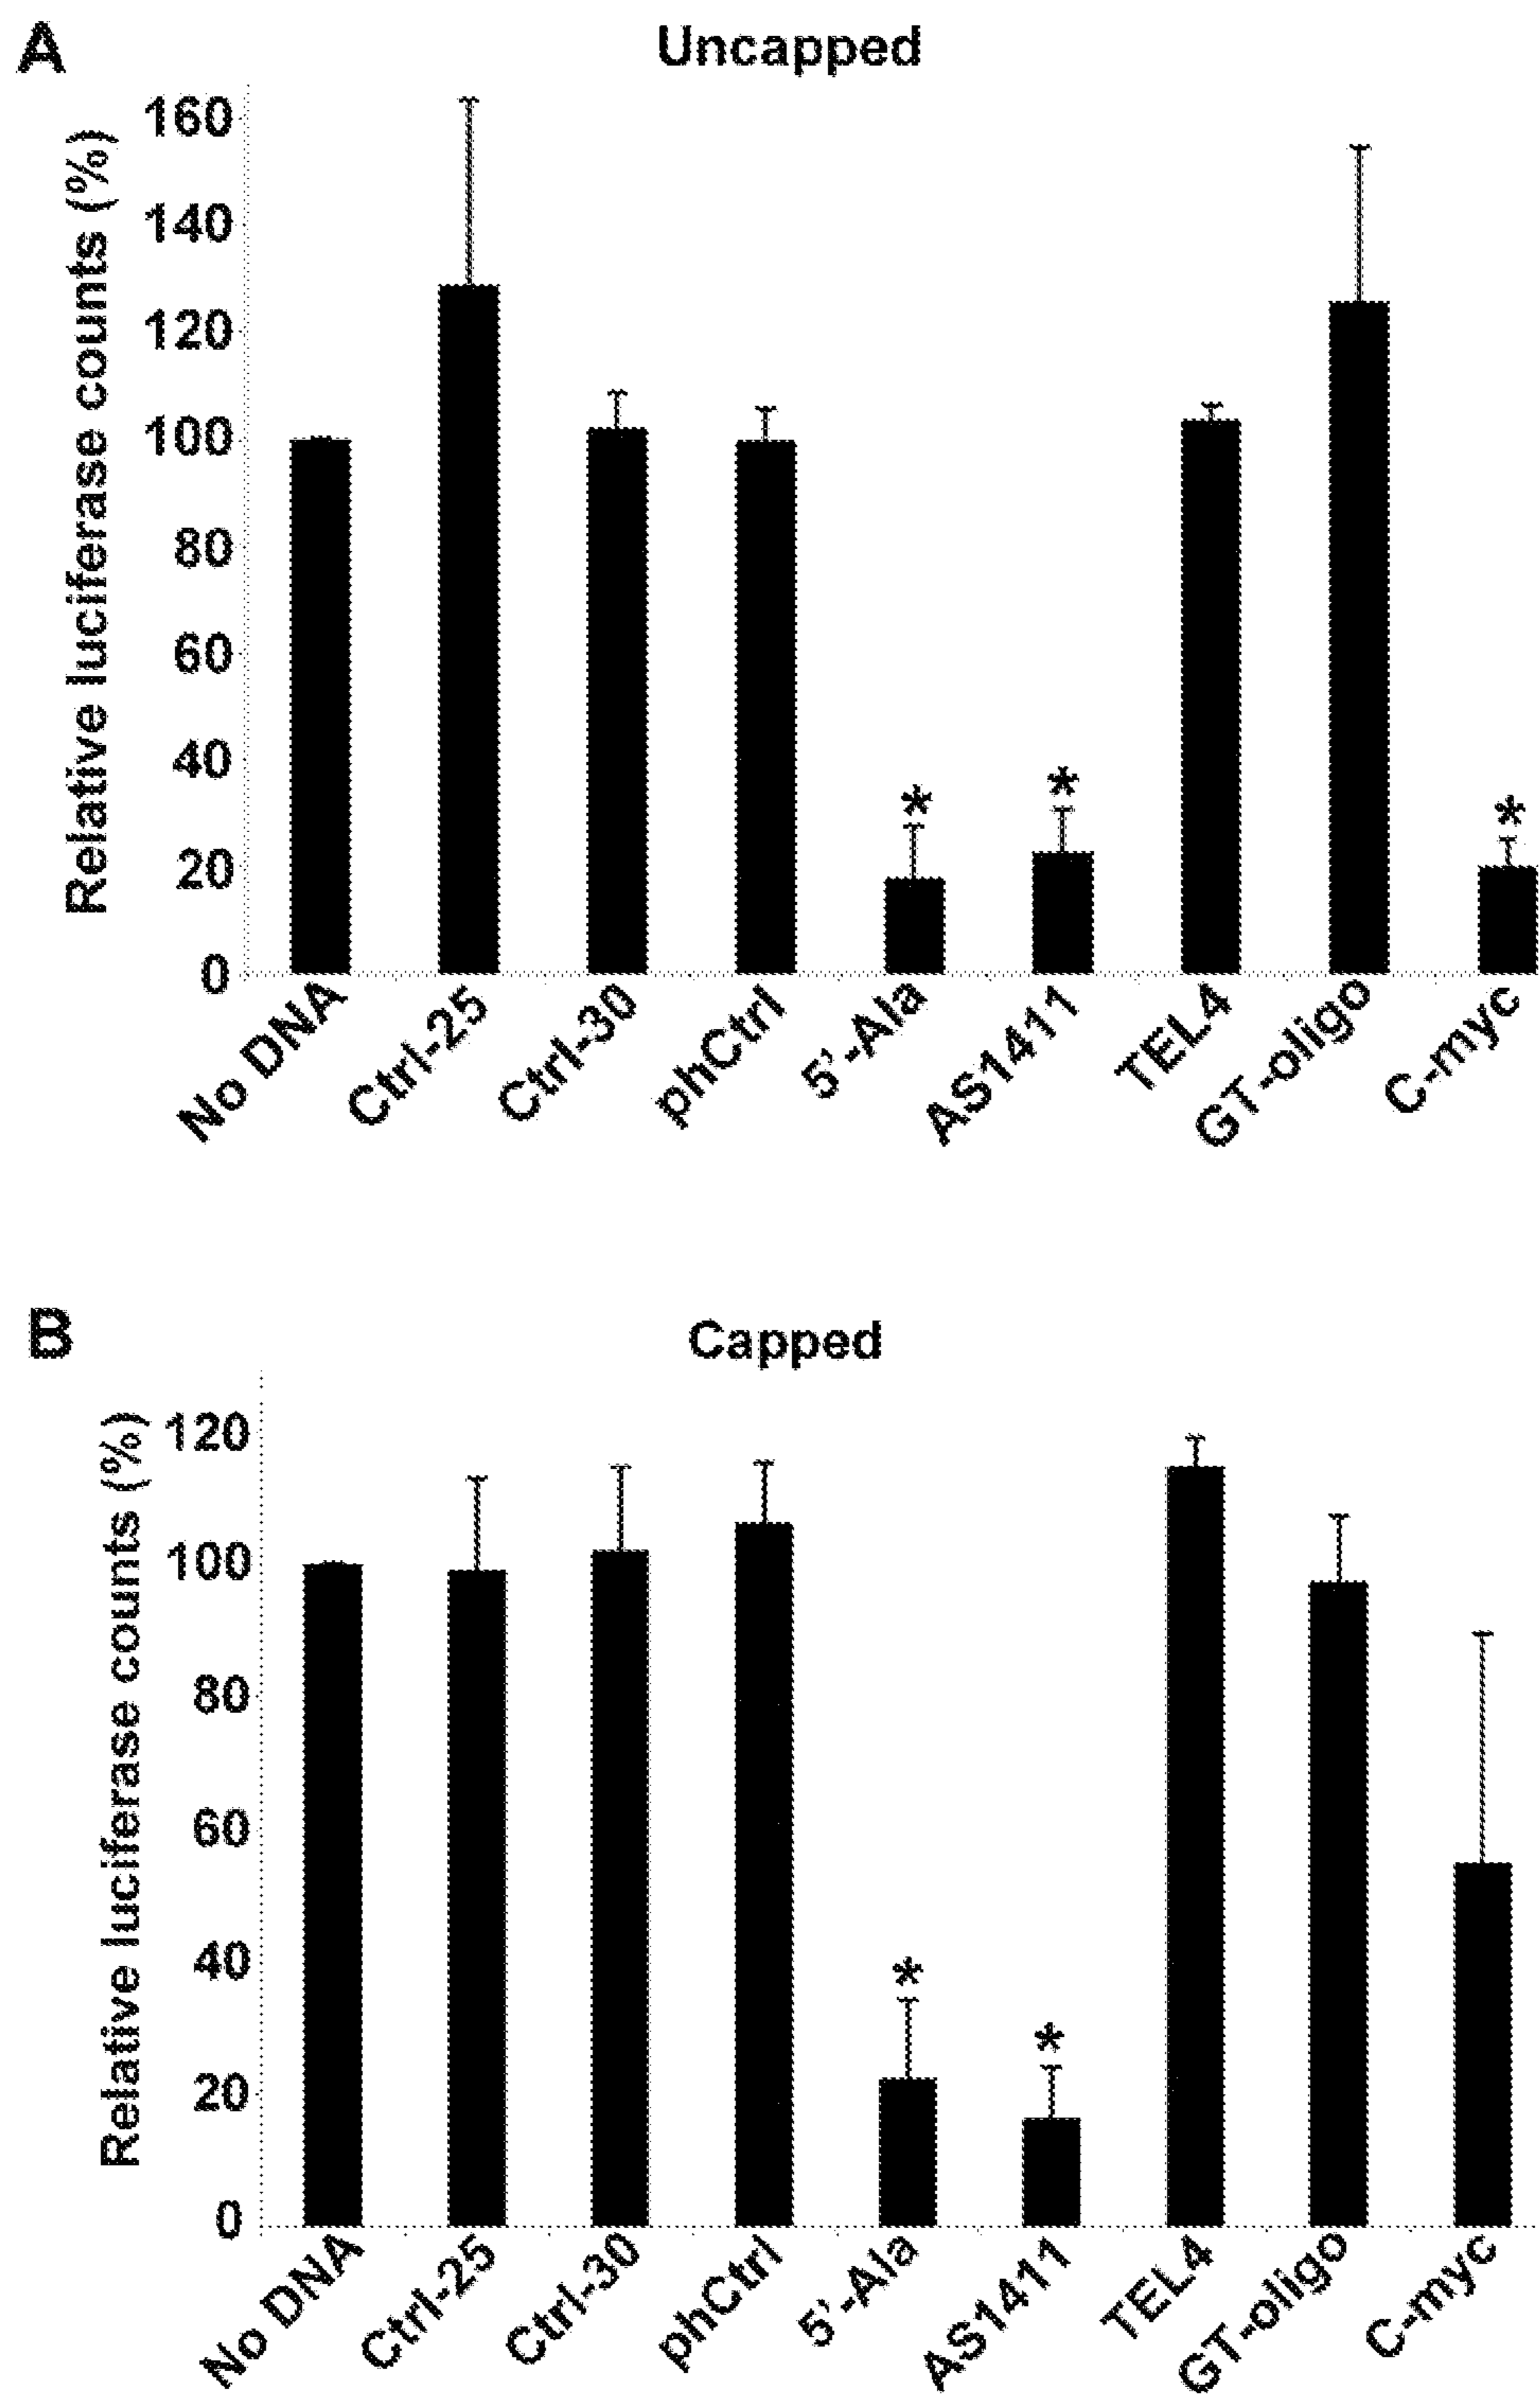 A
Uncapped
Relative luciferase counts (%)
160
140
120
100
80
60
40
20
0
* * *
No DNA Ctrl-25 Ctrl-30 phCtrl 5'-Ala AS1411 TEL4 GT-oligo C-myc
B
Capped
Relative luciferase counts (%)
120
100
80
60
40
20
0
* *
No DNA Ctrl-25 Ctrl-30 phCtrl 5'-Ala AS1411 TEL4 GT-oligo C-myc